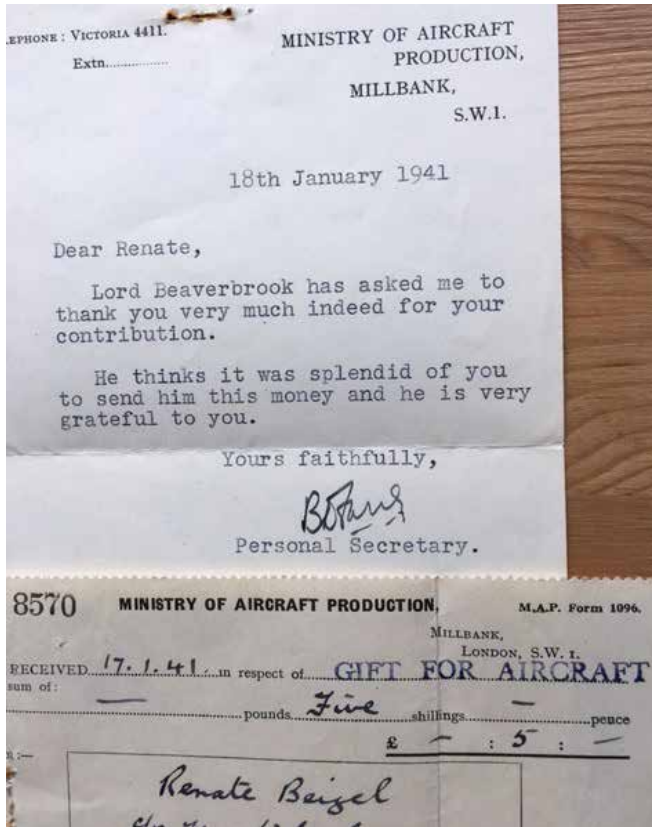 EPHONE : VICTORIA 4411.
Extn................
MINISTRY OF AIRCRAFT
PRODUCTION,
MILLBANK,
S.W.1.
18th January 1941
Dear Renate,
Lord Beaverbrook has asked me to
thank you very much indeed for your
contribution.
He thinks it was splendid of you
to send him this money and he is very
grateful to you.
Yours faithfully,
Personal Secretary.
8570 MINISTRY OF AIRCRAFT PRODUCTION, M.A.P. Form 1096.
MILLBANK,
LONDON, S.W. 1.
RECEIVED 17.1.41. in respect of GIFT FOR AIRCRAFT
sum of :
— pounds Five shillings — pence
£ — : 5 : —
:—
Renate Beigel